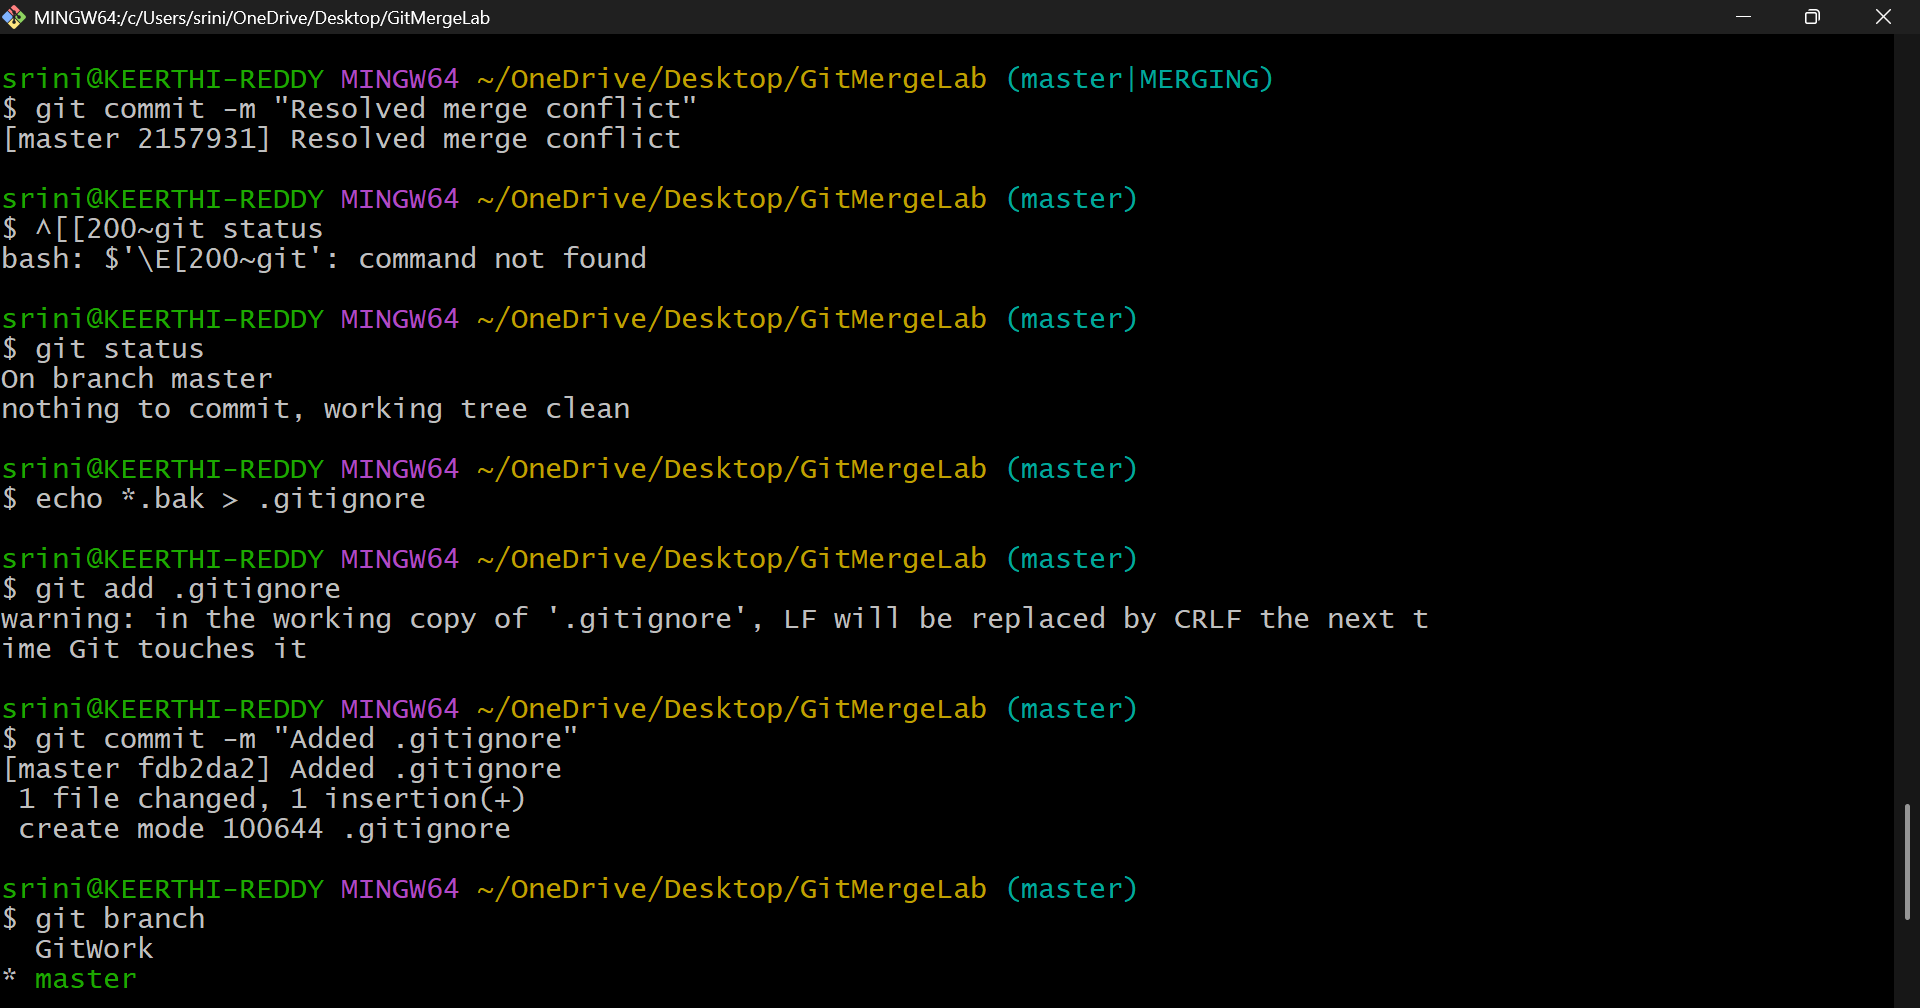 MINGW64:/c/Users/srini/OneDrive/Desktop/GitMergeLab
srini@KEERTHI-REDDY MINGW64 ~/OneDrive/Desktop/GitMergeLab (master|MERGING)
$ git commit -m "Resolved merge conflict"
[master 2157931] Resolved merge conflict
srini@KEERTHI-REDDY MINGW64 ~/OneDrive/Desktop/GitMergeLab (master)
$ ^[[200~git status
bash: $'\E[200~git': command not found
srini@KEERTHI-REDDY MINGW64 ~/OneDrive/Desktop/GitMergeLab (master)
$ git status
On branch master
nothing to commit, working tree clean
srini@KEERTHI-REDDY MINGW64 ~/OneDrive/Desktop/GitMergeLab (master)
$ echo *.bak > .gitignore
srini@KEERTHI-REDDY MINGW64 ~/OneDrive/Desktop/GitMergeLab (master)
$ git add .gitignore
warning: in the working copy of '.gitignore', LF will be replaced by CRLF the next t
ime Git touches it
srini@KEERTHI-REDDY MINGW64 ~/OneDrive/Desktop/GitMergeLab (master)
$ git commit -m "Added .gitignore"
[master fdb2da2] Added .gitignore
 1 file changed, 1 insertion(+)
 create mode 100644 .gitignore
srini@KEERTHI-REDDY MINGW64 ~/OneDrive/Desktop/GitMergeLab (master)
$ git branch
  GitWork
* master